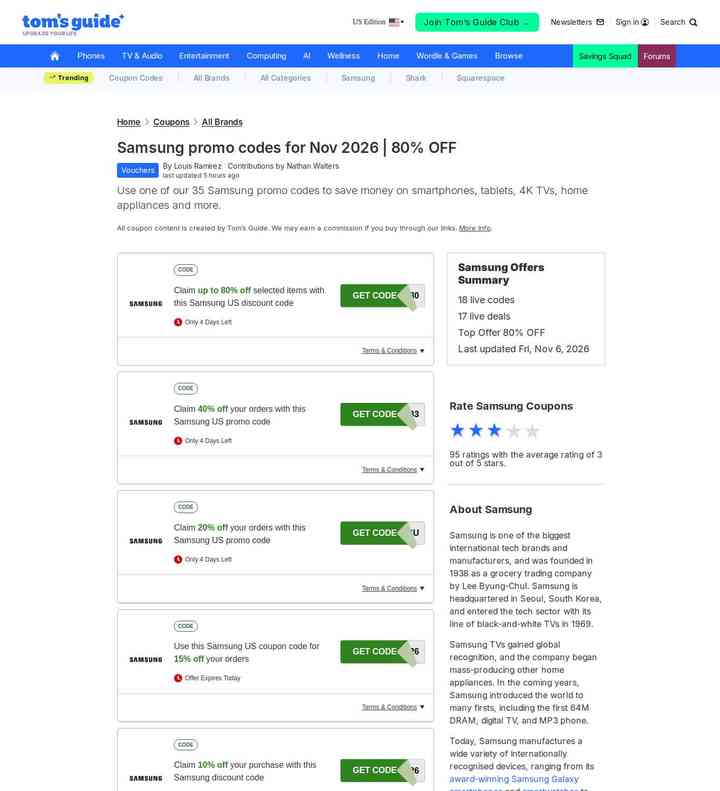 tom's guide
UPGRADE YOUR LIFE
US Edition
Join Tom's Guide Club →
Newsletters
Sign in
Search
Phones TV & Audio Entertainment Computing AI Wellness Home Wordle & Games Browse Savings Squad Forums
Trending Coupon Codes All Brands All Categories Samsung Shark Squarespace
Home > Coupons > All Brands
Samsung promo codes for Nov 2026 | 80% OFF
Vouchers
By Louis Ramirez · Contributions by Nathan Walters
last updated 5 hours ago
Use one of our 35 Samsung promo codes to save money on smartphones, tablets, 4K TVs, home
appliances and more.
All coupon content is created by Tom's Guide. We may earn a commission if you buy through our links. More Info.
CODE
SAMSUNG
Claim up to 80% off selected items with
this Samsung US discount code
Only 4 Days Left
GET CODE 30
Terms & Conditions ▼
CODE
SAMSUNG
Claim 40% off your orders with this
Samsung US promo code
Only 4 Days Left
GET CODE 33
Terms & Conditions ▼
CODE
SAMSUNG
Claim 20% off your orders with this
Samsung US promo code
Only 4 Days Left
GET CODE U
Terms & Conditions ▼
CODE
SAMSUNG
Use this Samsung US coupon code for
15% off your orders
Offer Expires Today
GET CODE 26
Terms & Conditions ▼
CODE
SAMSUNG
Claim 10% off your purchase with this
Samsung discount code
GET CODE 26
Samsung Offers
Summary
18 live codes
17 live deals
Top Offer 80% OFF
Last updated Fri, Nov 6, 2026
Rate Samsung Coupons
95 ratings with the average rating of 3
out of 5 stars.
About Samsung
Samsung is one of the biggest
international tech brands and
manufacturers, and was founded in
1938 as a grocery trading company
by Lee Byung-Chul. Samsung is
headquartered in Seoul, South Korea,
and entered the tech sector with its
line of black-and-white TVs in 1969.
Samsung TVs gained global
recognition, and the company began
mass-producing other home
appliances. In the coming years,
Samsung introduced the world to
many firsts, including the first 64M
DRAM, digital TV, and MP3 phone.
Today, Samsung manufactures a
wide variety of internationally
recognised devices, ranging from its
award-winning Samsung Galaxy